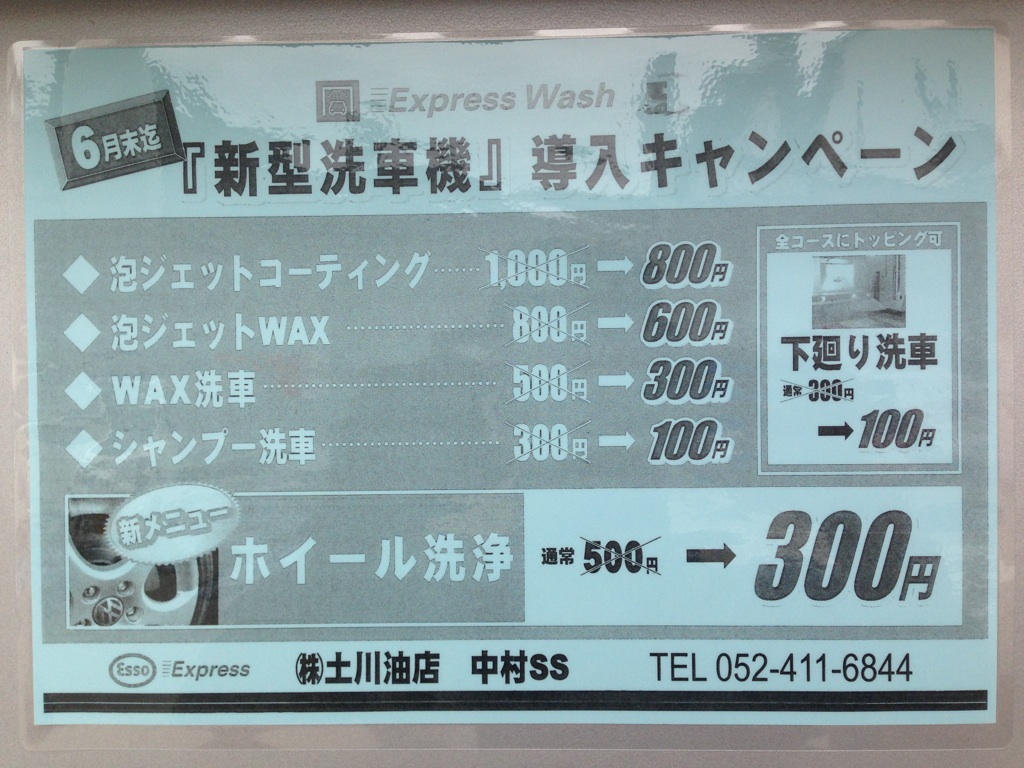 Express Wash
6月末迄
『新型洗車機』導入キャンペーン
◆ 泡ジェットコーティング……1,000円→800円
◆ 泡ジェットWAX……800円→600円
◆ WAX洗車……500円→300円
◆ シャンプー洗車……300円→100円
全コースにトッピング可
下廻り洗車
通常 300円
→100円
新メニュー
ホイール洗浄
通常 500円→300円
Esso Express ㈱土川油店 中村SS TEL 052-411-6844